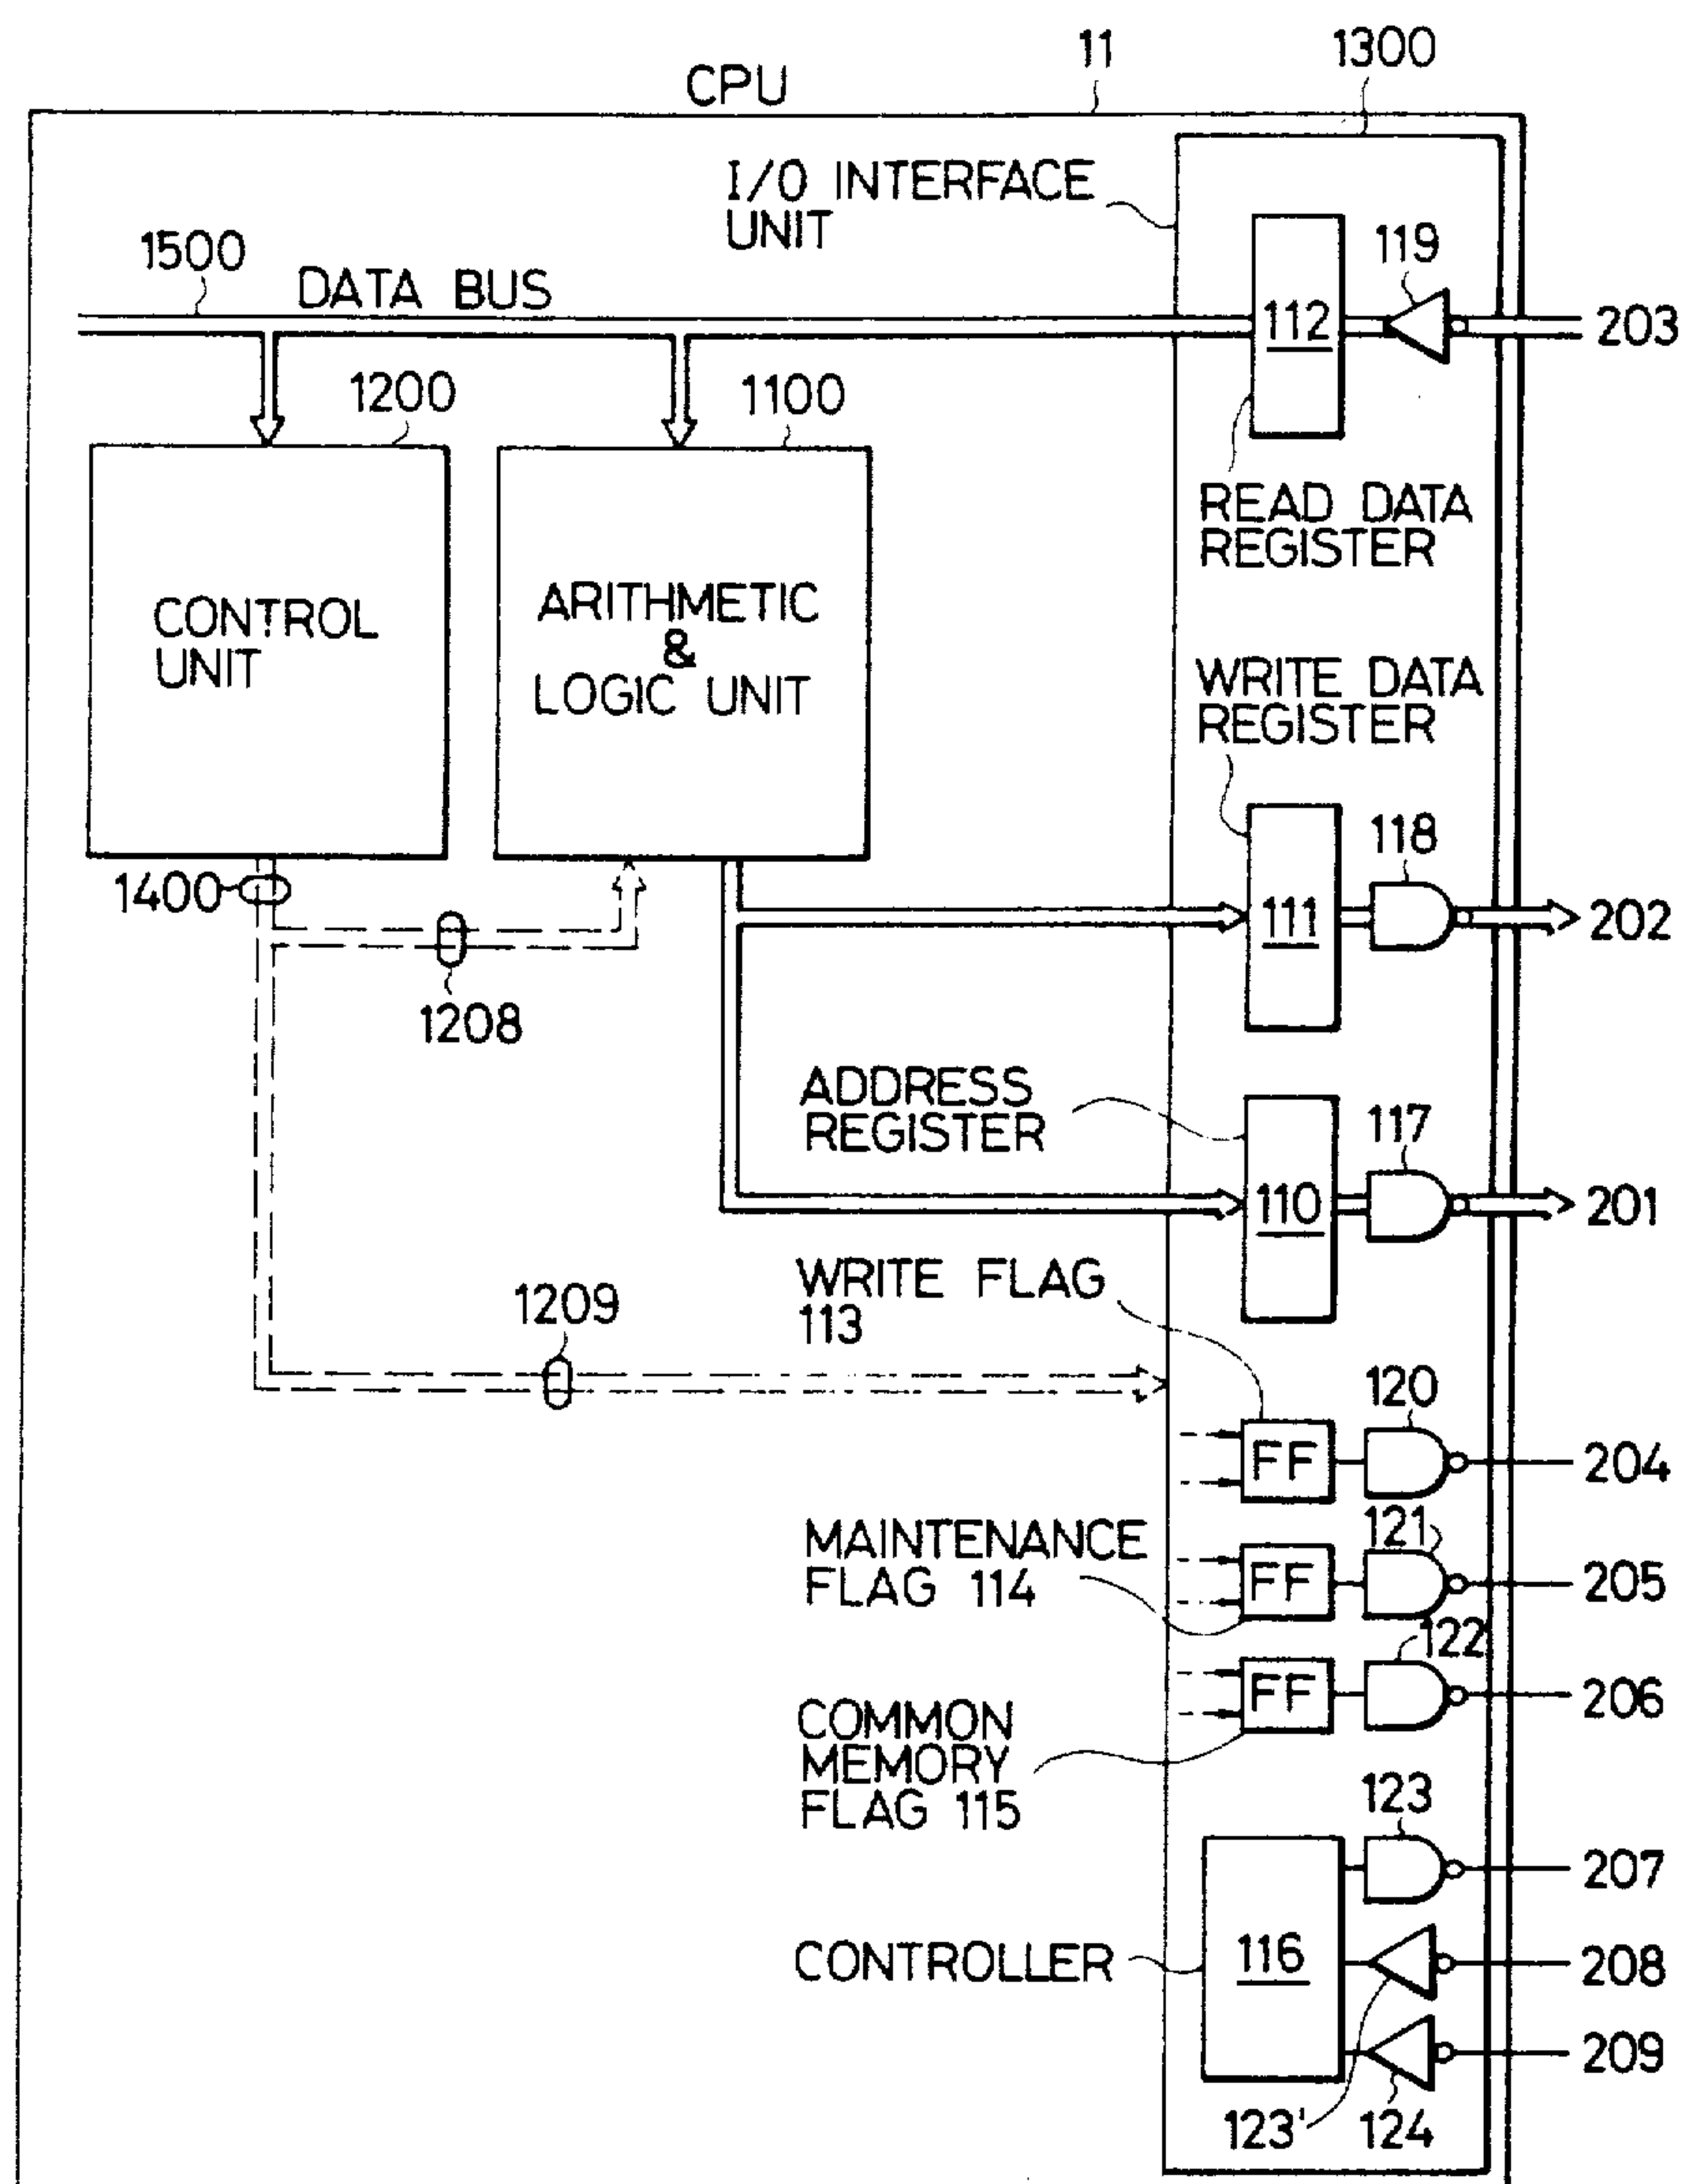 CPU
11
1300
I/O INTERFACE
UNIT
1500
DATA BUS
119
112
203
1200
1100
READ DATA
REGISTER
CONTROL
UNIT
ARITHMETIC
&
LOGIC UNIT
WRITE DATA
REGISTER
118
1400
111
202
1208
ADDRESS
REGISTER
117
110
201
WRITE FLAG
113
1209
120
FF
204
MAINTENANCE
FLAG 114
121
FF
205
122
FF
206
COMMON
MEMORY
FLAG 115
123
207
CONTROLLER
116
208
209
123'
124